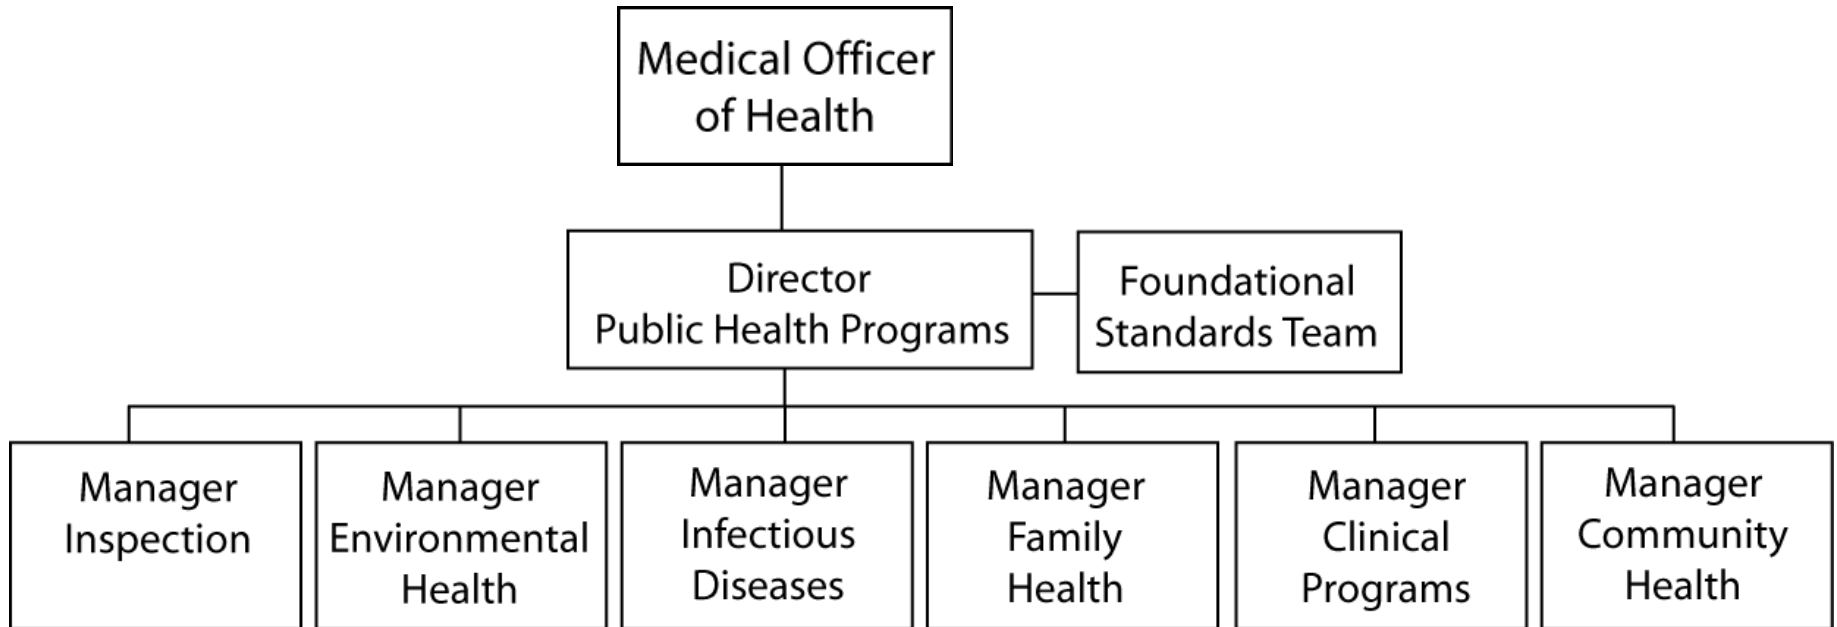 Medical Officer
of Health
Director
Public Health Programs
Foundational
Standards Team
Manager
Inspection
Manager
Environmental
Health
Manager
Infectious
Diseases
Manager
Family
Health
Manager
Clinical
Programs
Manager
Community
Health